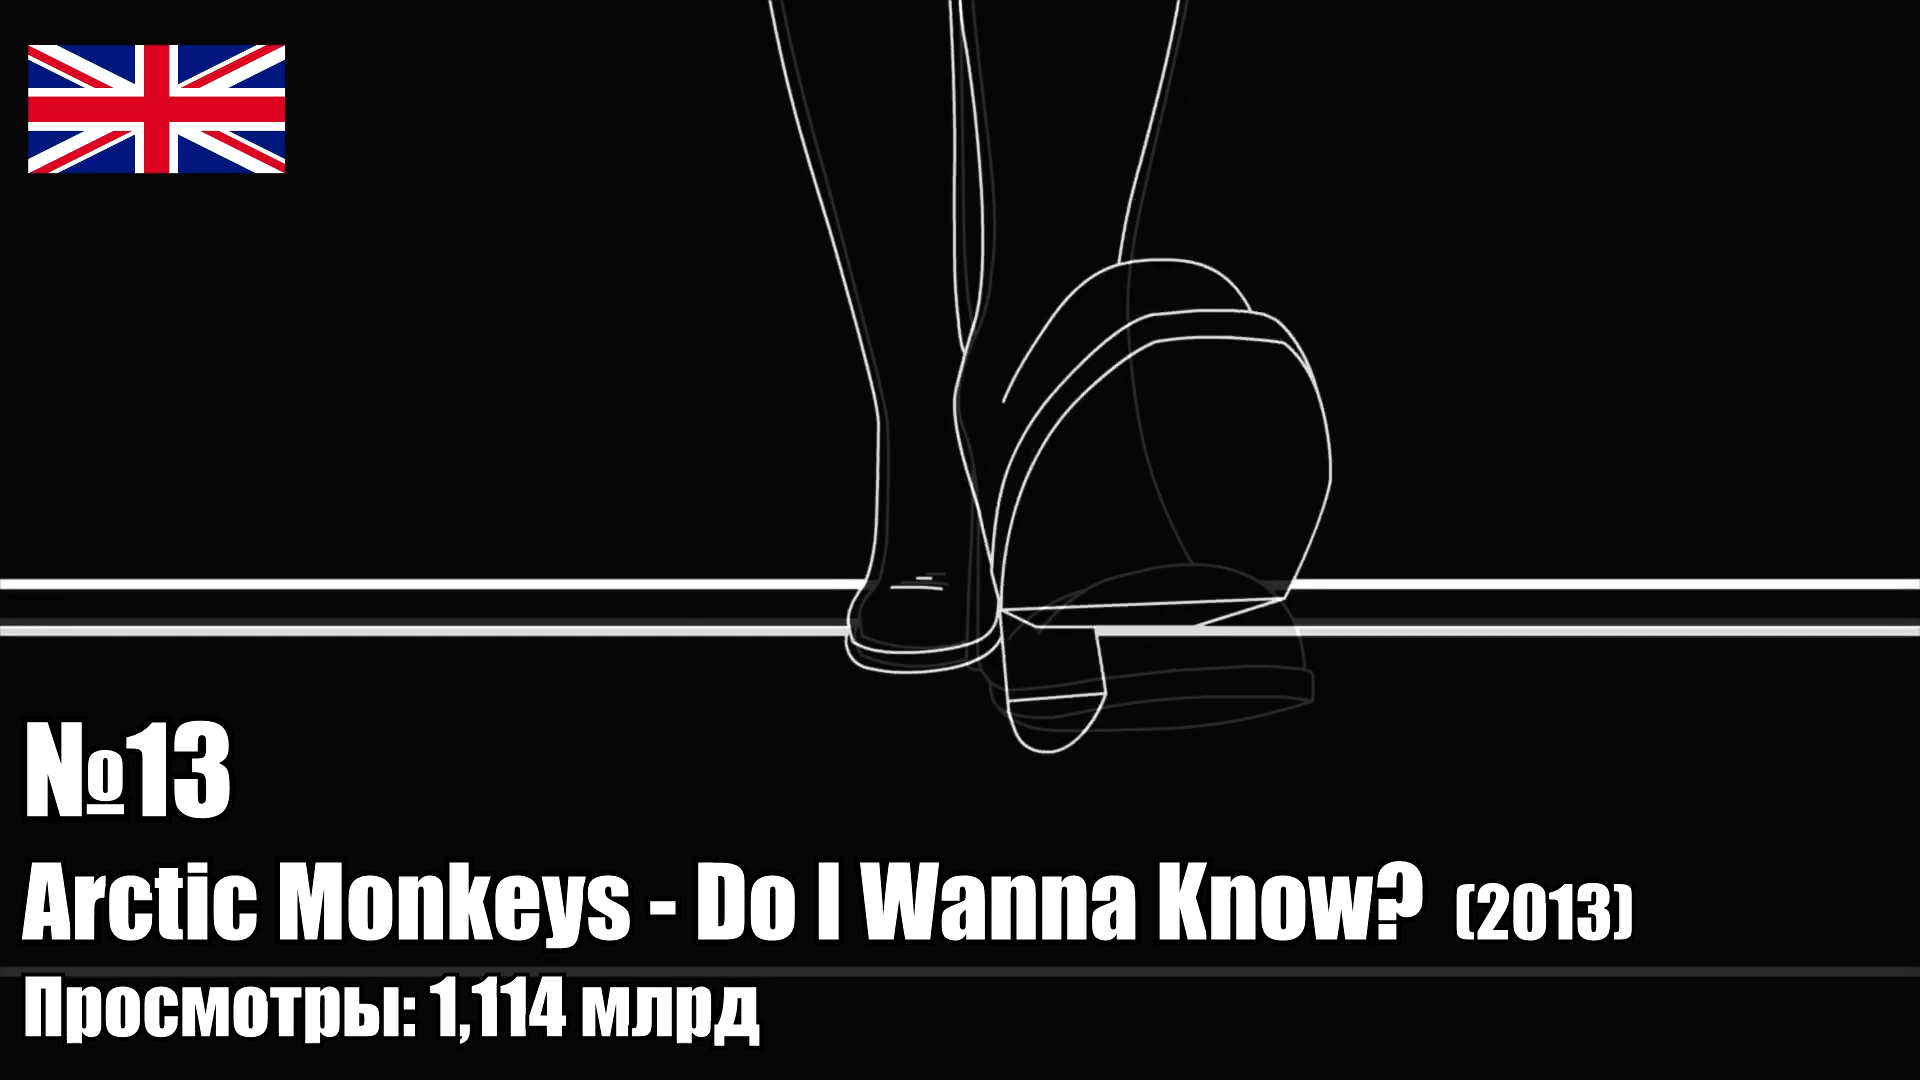 №13
Arctic Monkeys - Do I Wanna Know? (2013)
Просмотры: 1,114 млрд